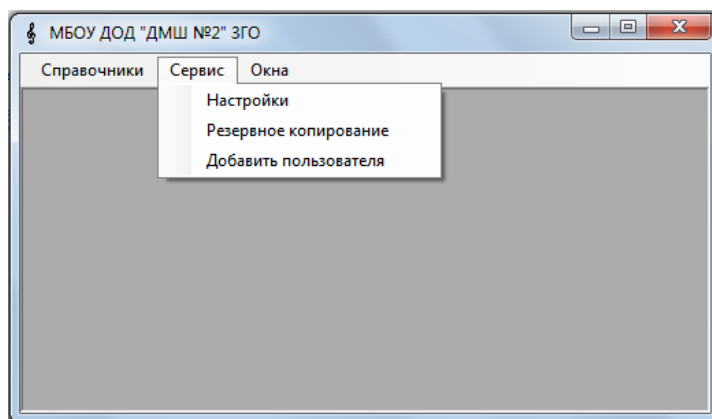 МБОУ ДОД "ДМШ №2" ЗГО
Справочники Сервис Окна
Настройки
Резервное копирование
Добавить пользователя